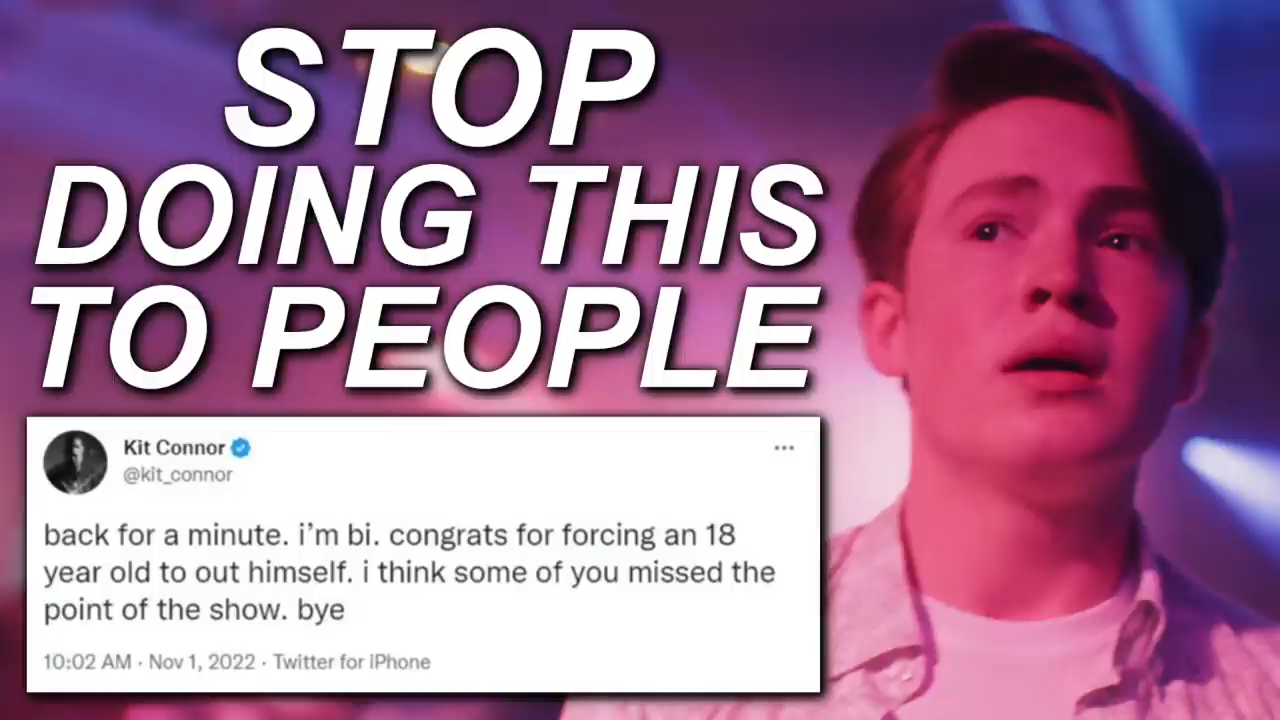 STOP
DOING THIS
TO PEOPLE
Kit Connor
@kit_connor
back for a minute. i’m bi. congrats for forcing an 18
year old to out himself. i think some of you missed the
point of the show. bye
10:02 AM · Nov 1, 2022 · Twitter for iPhone